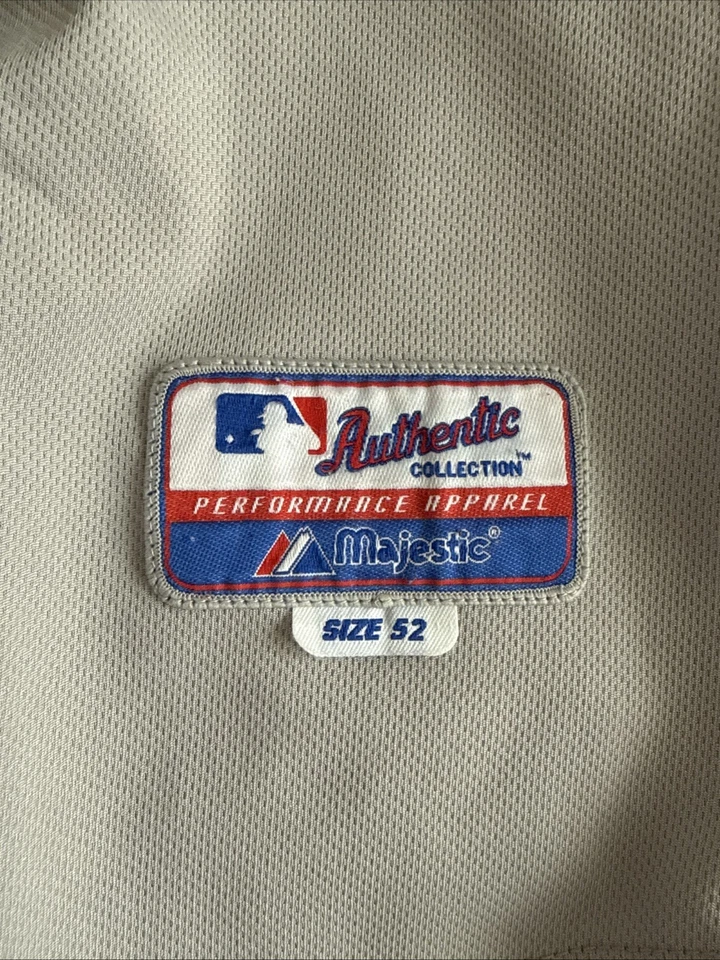 Authentic
COLLECTION™
PERFORMANCE APPAREL
Majestic®
SIZE 52